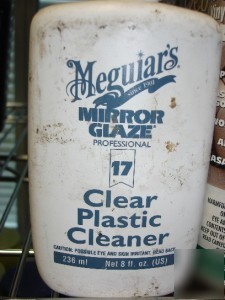 Meguiar's
since 1901
MIRROR
GLAZE®
PROFESSIONAL
17
Clear
Plastic
Cleaner
CAUTION: POSSIBLE EYE AND SKIN IRRITANT. READ BACK
236 ml Net 8 fl. oz. (US)
HARMFUL